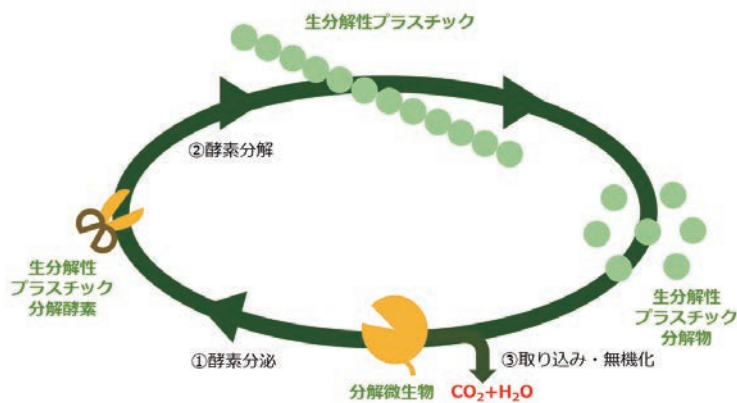 生分解性プラスチック
②酵素分解
生分解性
プラスチック
分解酵素
生分解性
プラスチック
分解物
①酵素分泌
③取り込み・無機化
分解微生物
CO₂+H₂O